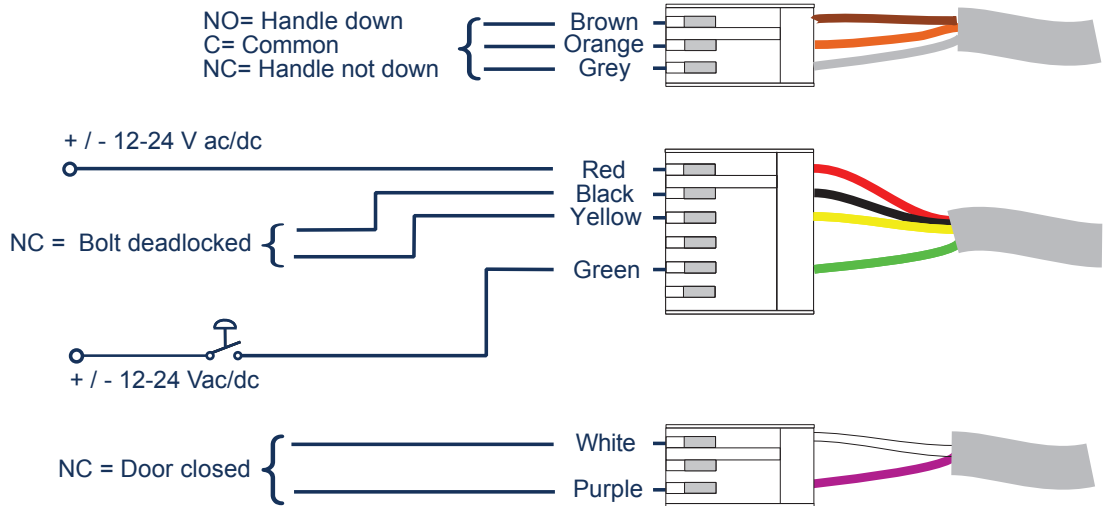 NO= Handle down
C= Common
NC= Handle not down
Brown
Orange
Grey
+ / - 12-24 V ac/dc
Red
Black
Yellow
NC = Bolt deadlocked
Green
+ / - 12-24 Vac/dc
White
NC = Door closed
Purple